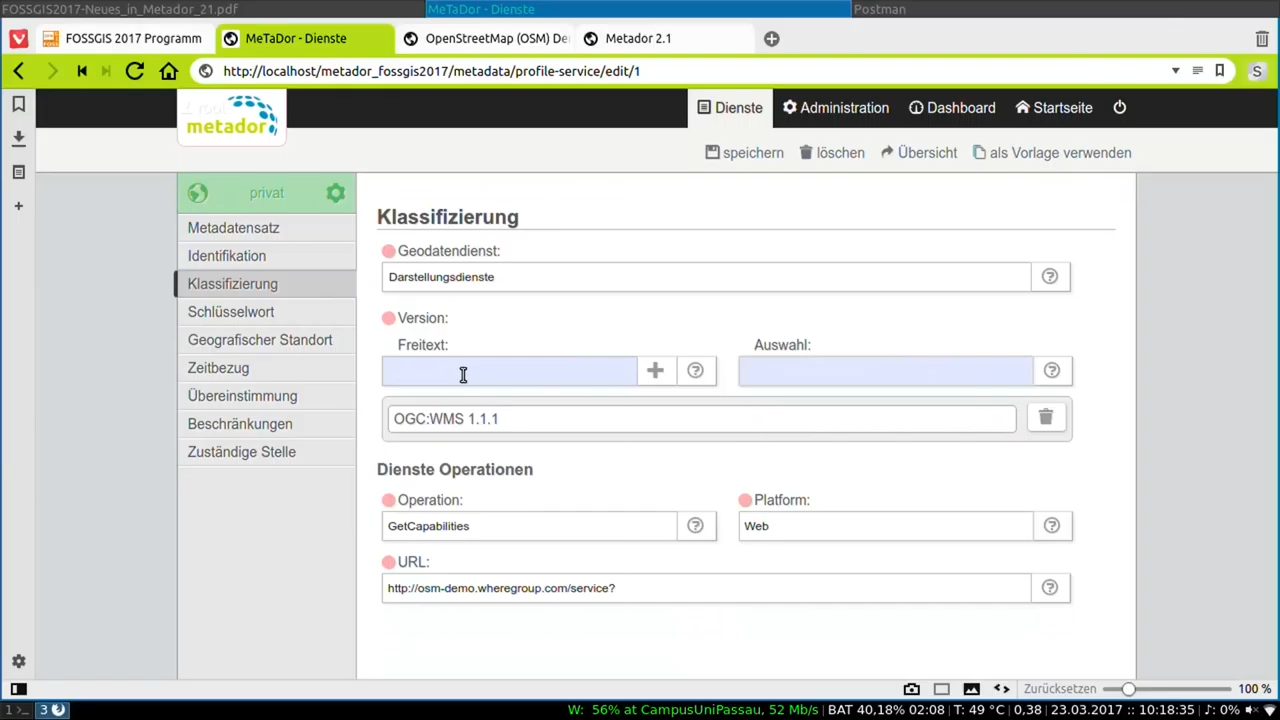 FOSSGIS2017-Neues_in_Metador_21.pdf
MeTaDor - Dienste
Postman
FOSSGIS 2017 Programm
MeTaDor - Dienste
OpenStreetMap (OSM) De
Metador 2.1
http://localhost/metador_fossgis2017/metadata/profile-service/edit/1
S
metador
Dienste
Administration
Dashboard
Startseite
speichern
löschen
Übersicht
als Vorlage verwenden
privat
Metadatensatz
Identifikation
Klassifizierung
Schlüsselwort
Geografischer Standort
Zeitbezug
Übereinstimmung
Beschränkungen
Zuständige Stelle
Klassifizierung
Geodatendienst:
Darstellungsdienste
Version:
Freitext:
Auswahl:
OGC:WMS 1.1.1
Dienste Operationen
Operation:
Platform:
GetCapabilities
Web
URL:
http://osm-demo.wheregroup.com/service?
Zurücksetzen
100 %
1 >_
3
W: 56% at CampusUniPassau, 52 Mb/s | BAT 40,18% 02:08 | T: 49 °C | 0,38 | 23.03.2017 :: 10:18:35 | ♪: 0%